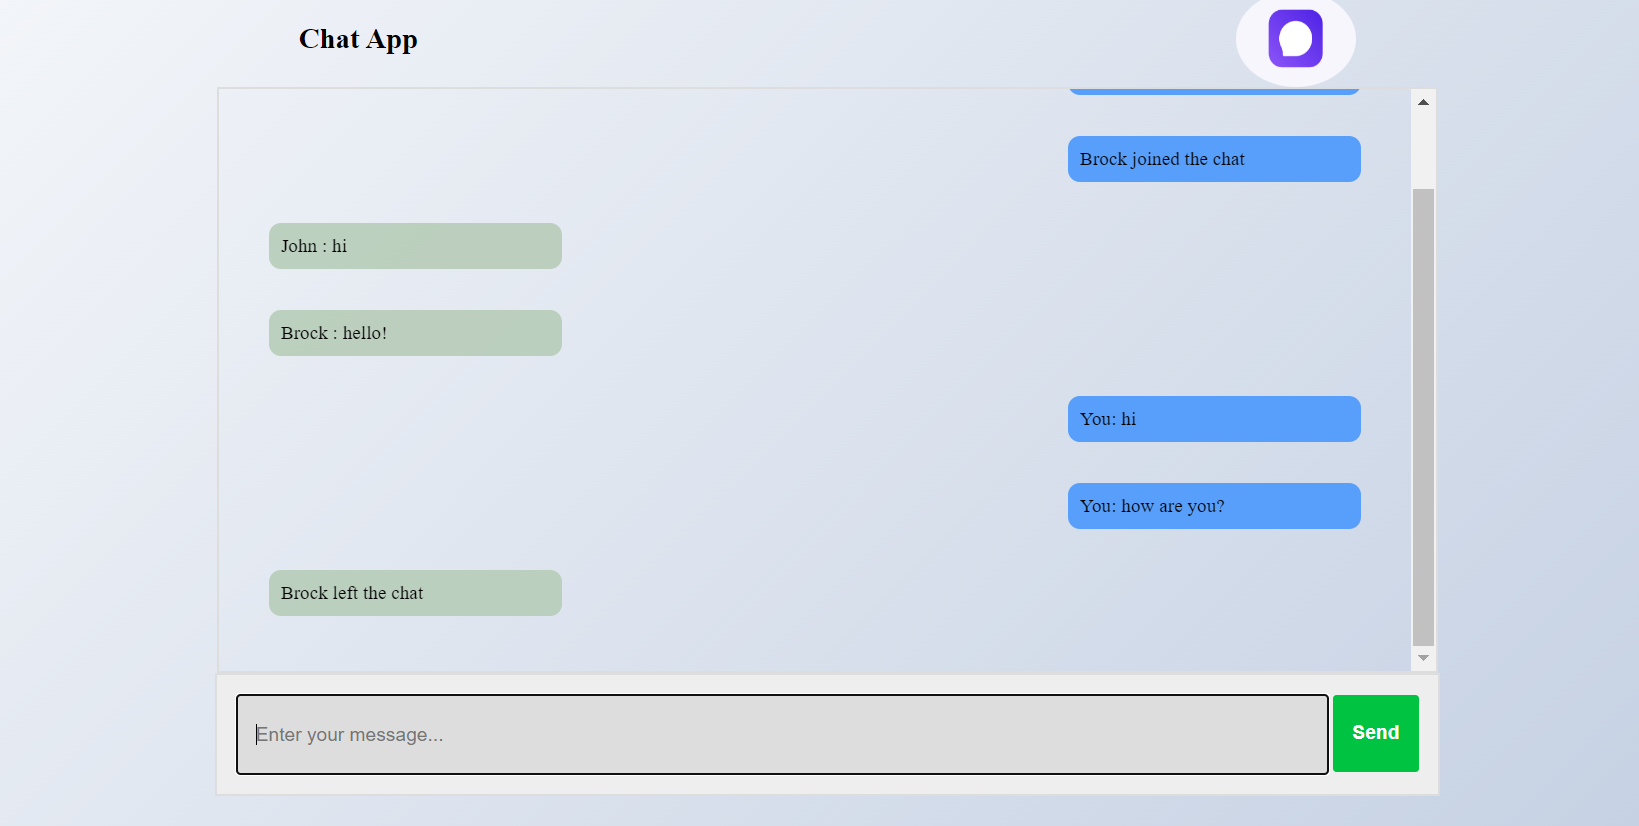 Chat App
Brock joined the chat
John : hi
Brock : hello!
You: hi
You: how are you?
Brock left the chat
Enter your message...
Send